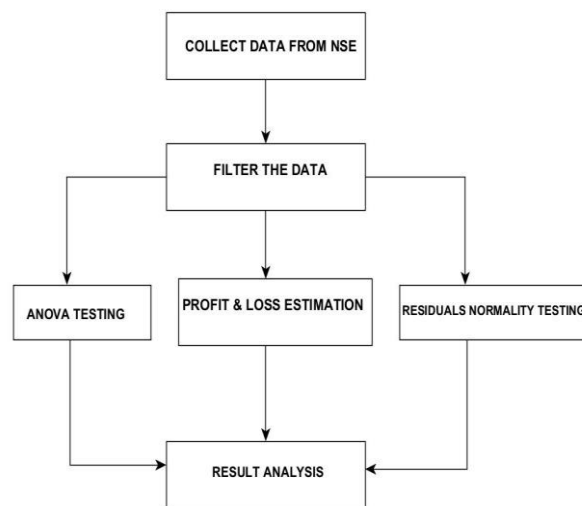 COLLECT DATA FROM NSE
FILTER THE DATA
ANOVA TESTING
PROFIT & LOSS ESTIMATION
RESIDUALS NORMALITY TESTING
RESULT ANALYSIS